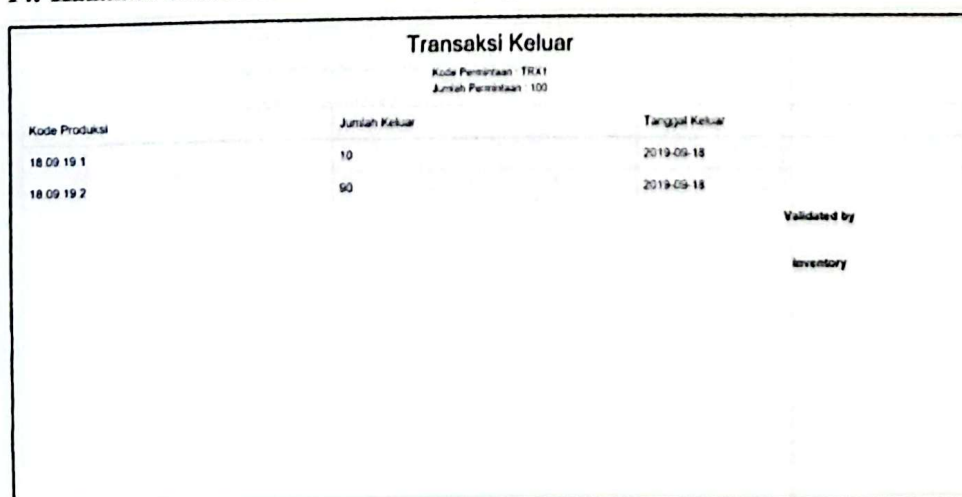 Transaksi Keluar
Kode Permintaan : TRX1
Jumlah Permintaan : 100
Kode Produksi Jumlah Keluar Tanggal Keluar
18 09 19 1 10 2019-09-18
18 09 19 2 90 2019-09-18
Validated by
Inventory